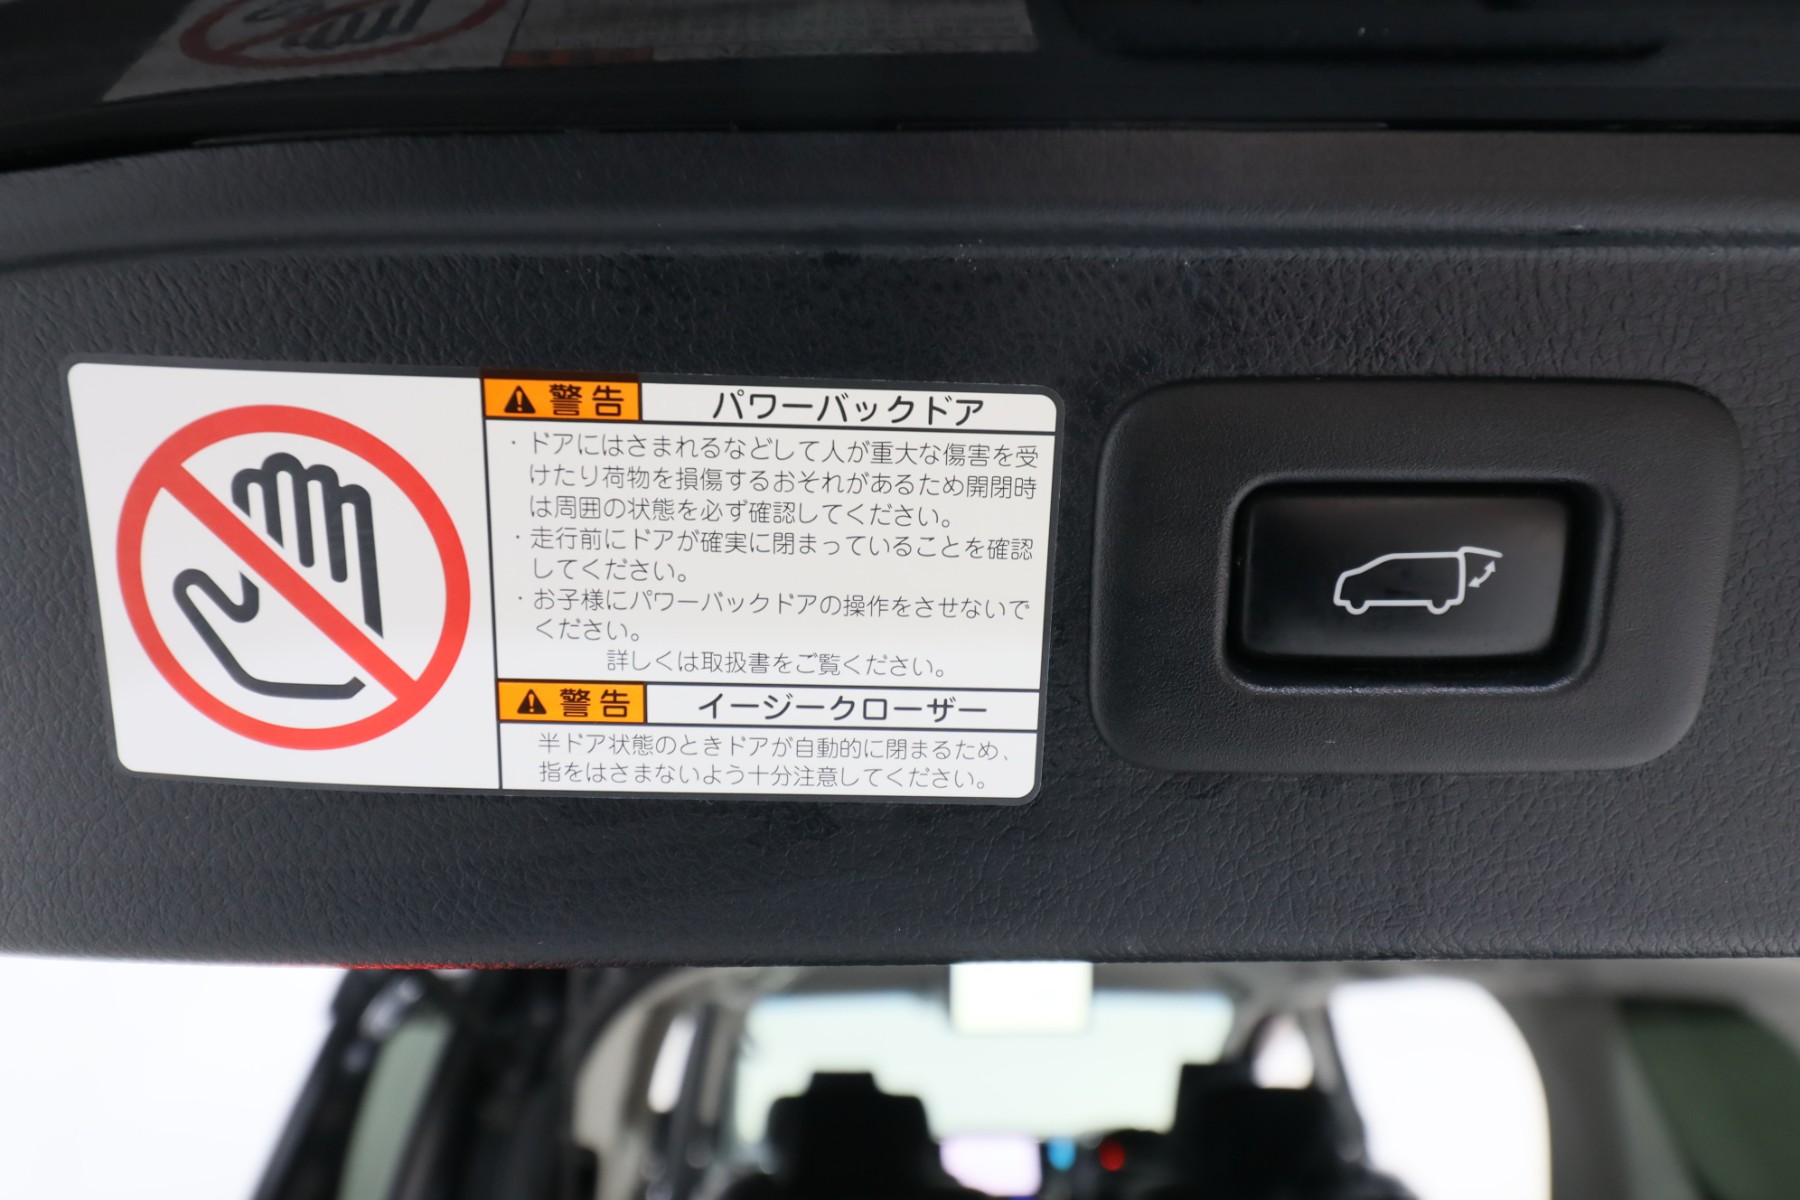 警告 パワーバックドア
・ドアにはさまれるなどして人が重大な傷害を受
けたり荷物を損傷するおそれがあるため開閉時
は周囲の状態を必ず確認してください。
・走行前にドアが確実に閉まっていることを確認
してください。
・お子様にパワーバックドアの操作をさせないで
ください。
詳しくは取扱書をご覧ください。
警告 イージークローザー
半ドア状態のときドアが自動的に閉まるため、
指をはさまないよう十分注意してください。